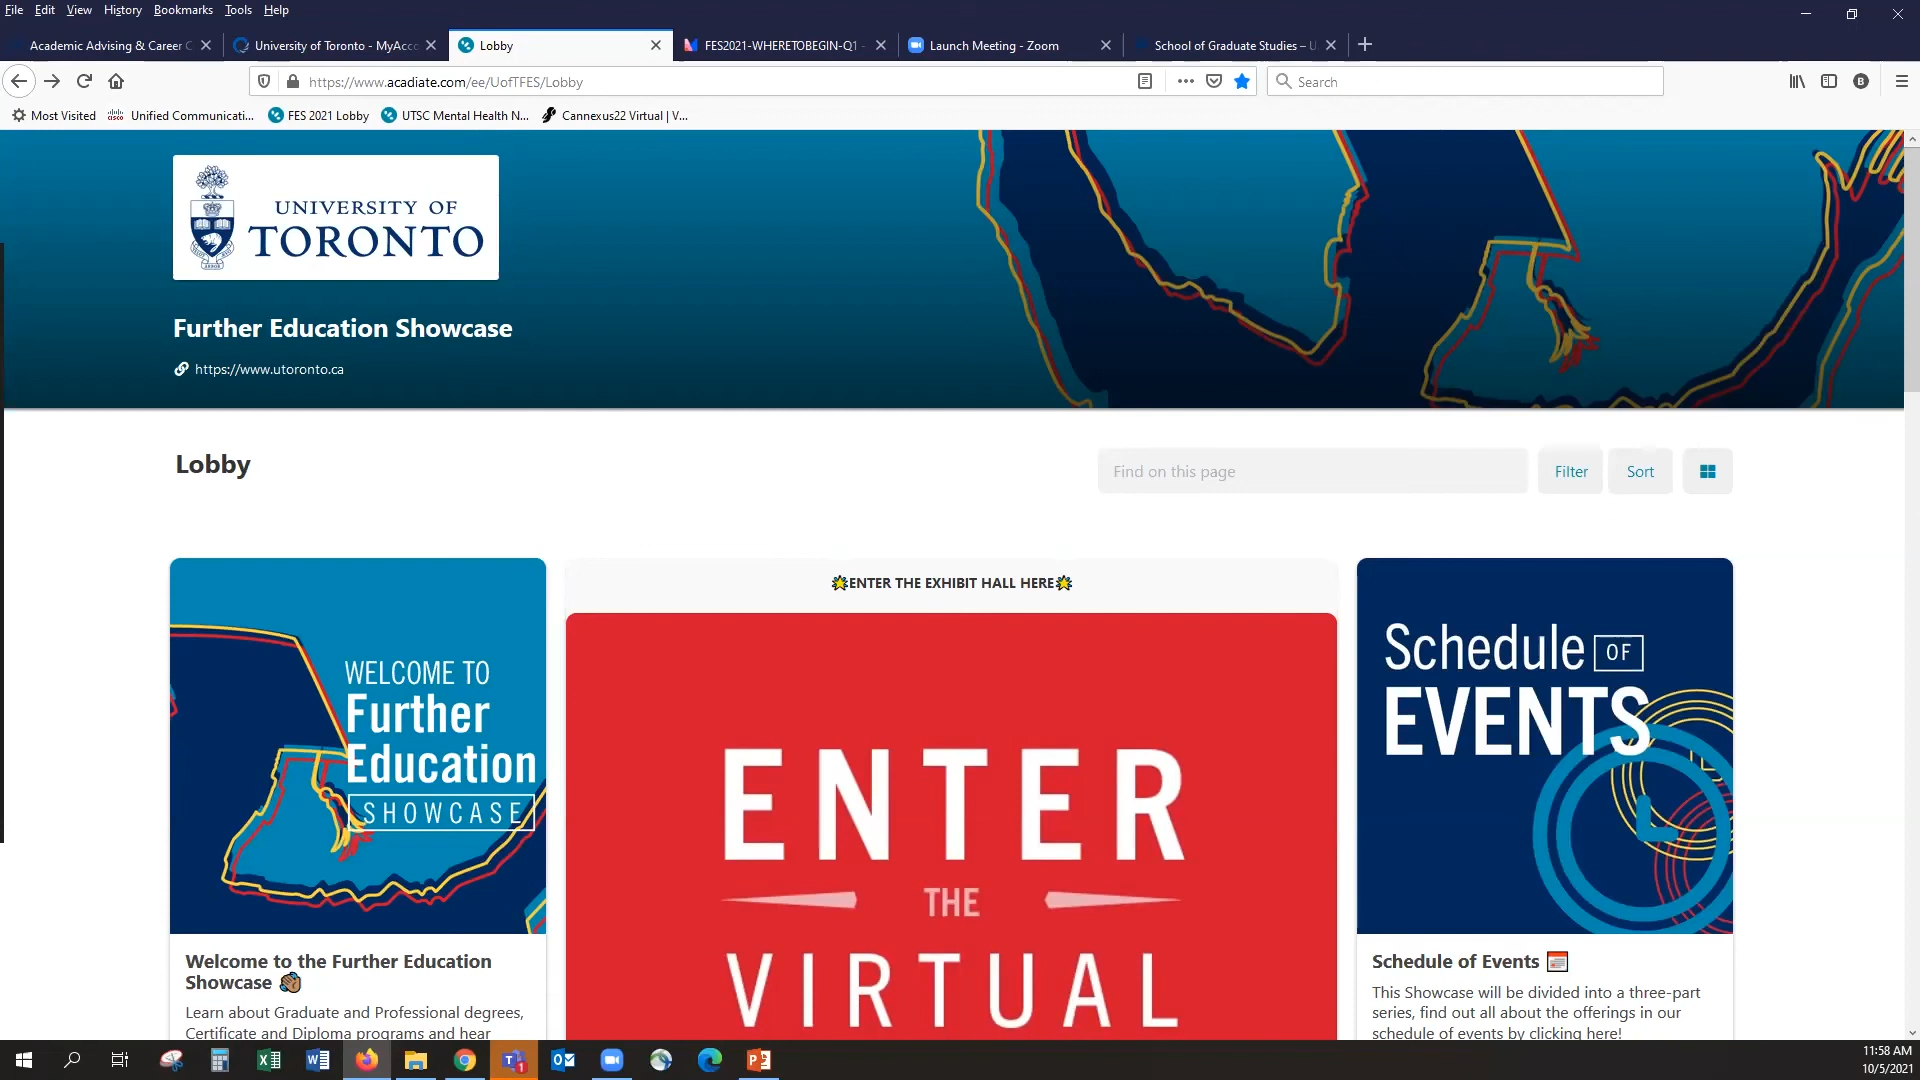 File Edit View History Bookmarks Tools Help
Academic Advising & Career C
University of Toronto - MyAcc
Lobby
FES2021-WHERETOBEGIN-Q1 -
Launch Meeting - Zoom
School of Graduate Studies – U
https://www.acadiate.com/ee/UofTFES/Lobby
Search
B
Most Visited
Unified Communicati...
FES 2021 Lobby
UTSC Mental Health N...
Cannexus22 Virtual | V...
UNIVERSITY OF
TORONTO
Further Education Showcase
https://www.utoronto.ca
Lobby
Find on this page
Filter
Sort
WELCOME TO
Further
Education
SHOWCASE
Welcome to the Further Education
Showcase
Learn about Graduate and Professional degrees,
Certificate and Diploma programs and hear
🌟ENTER THE EXHIBIT HALL HERE🌟
ENTER
THE
VIRTUAL
Schedule OF
EVENTS
Schedule of Events
This Showcase will be divided into a three-part
series, find out all about the offerings in our
schedule of events by clicking here!
11:58 AM
10/5/2021